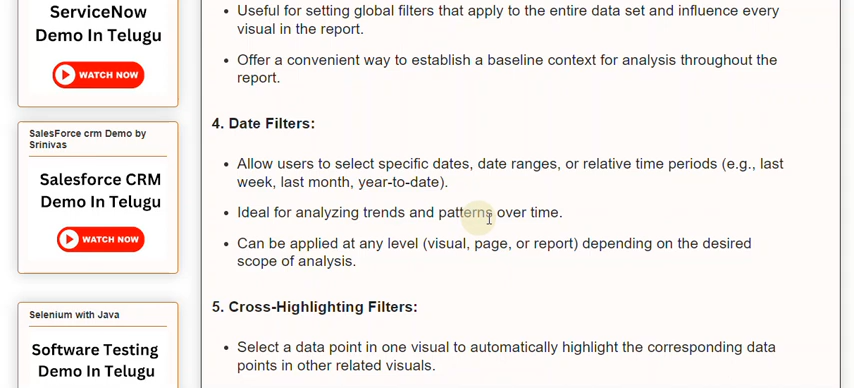 ServiceNow
Demo In Telugu
WATCH NOW
SalesForce crm Demo by
Srinivas
Salesforce CRM
Demo In Telugu
WATCH NOW
Selenium with Java
Software Testing
Demo In Telugu
• Useful for setting global filters that apply to the entire data set and influence every
visual in the report.
• Offer a convenient way to establish a baseline context for analysis throughout the
report.
4. Date Filters:
• Allow users to select specific dates, date ranges, or relative time periods (e.g., last
week, last month, year-to-date).
• Ideal for analyzing trends and patterns over time.
• Can be applied at any level (visual, page, or report) depending on the desired
scope of analysis.
5. Cross-Highlighting Filters:
• Select a data point in one visual to automatically highlight the corresponding data
points in other related visuals.